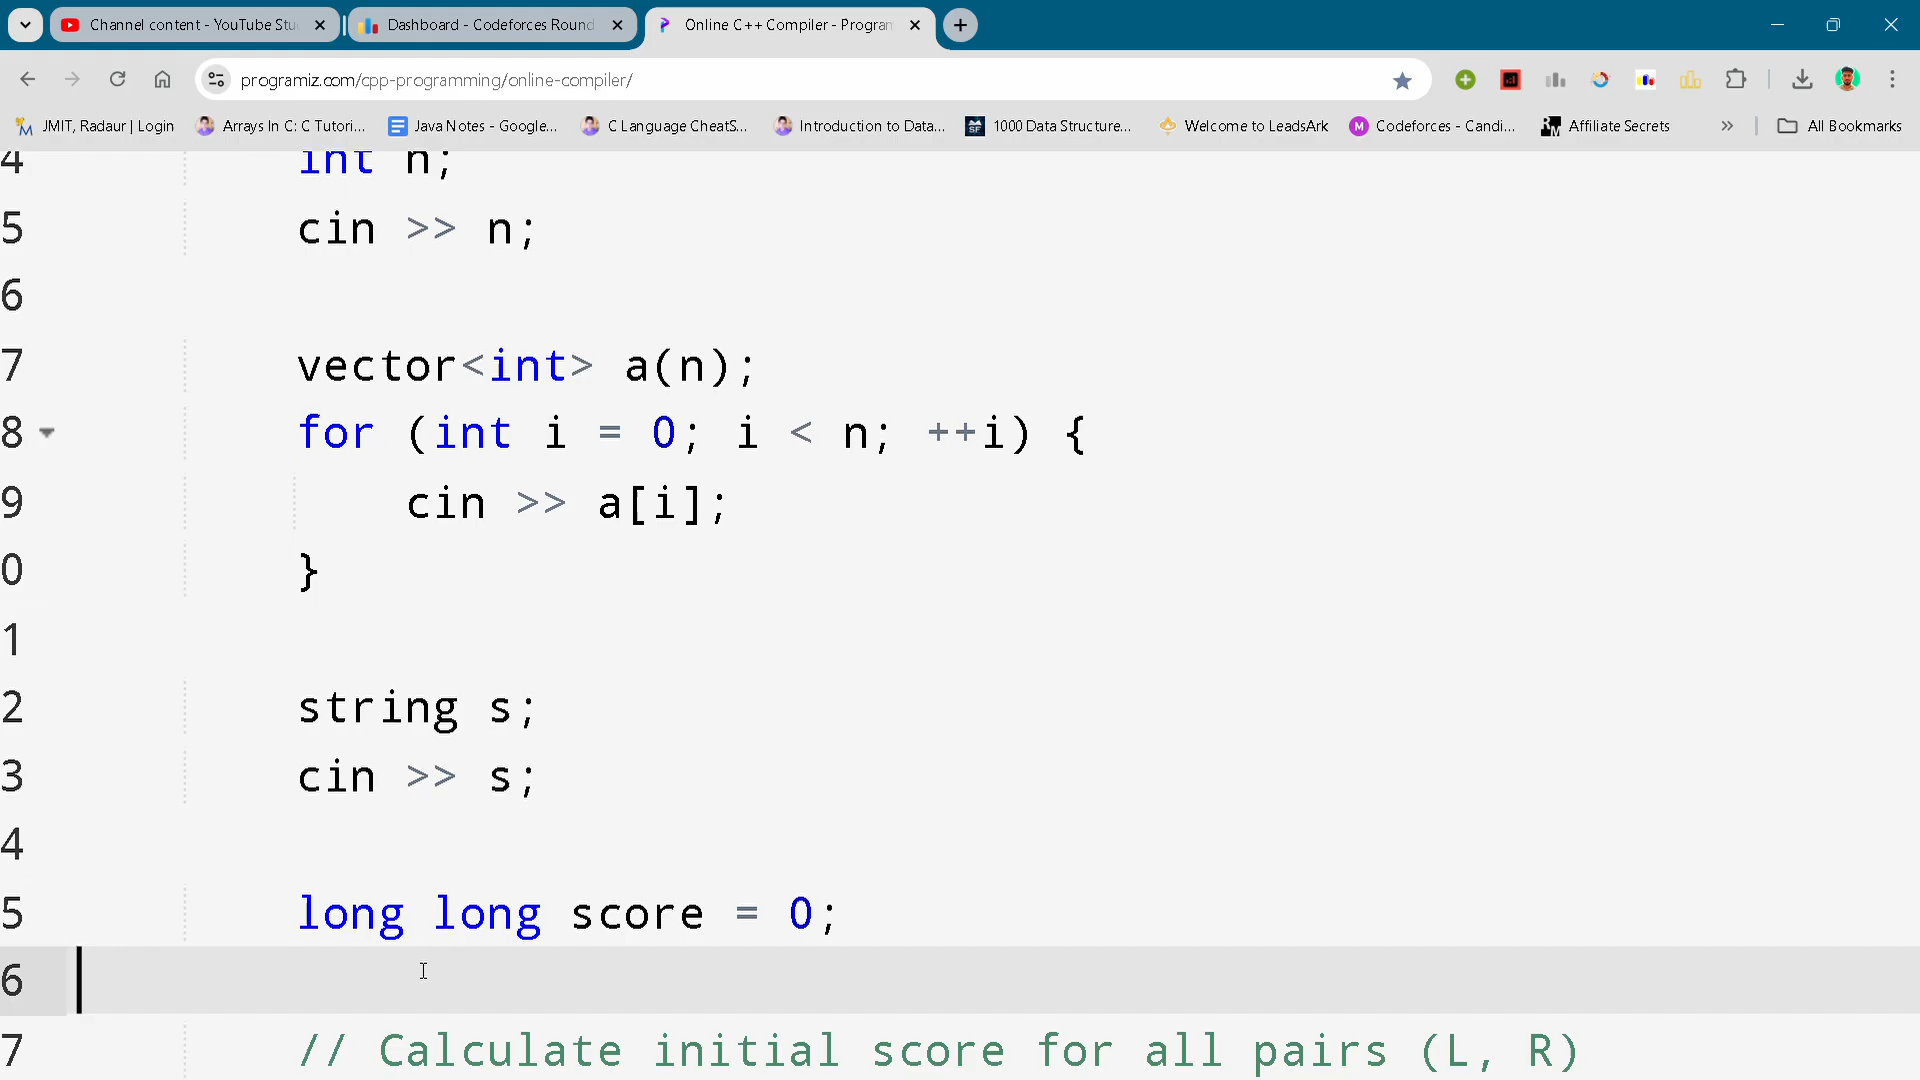 Channel content - YouTube Stu
Dashboard - Codeforces Round
Online C++ Compiler - Program
programiz.com/cpp-programming/online-compiler/
JMIT, Radaur | Login
Arrays In C: C Tutori...
Java Notes - Google...
C Language CheatS...
Introduction to Data...
1000 Data Structure...
Welcome to LeadsArk
Codeforces - Candi...
Affiliate Secrets
All Bookmarks
4 int n;
5 cin >> n;
6
7 vector<int> a(n);
8 for (int i = 0; i < n; ++i) {
9 cin >> a[i];
0 }
1
2 string s;
3 cin >> s;
4
5 long long score = 0;
6
7 // Calculate initial score for all pairs (L, R)